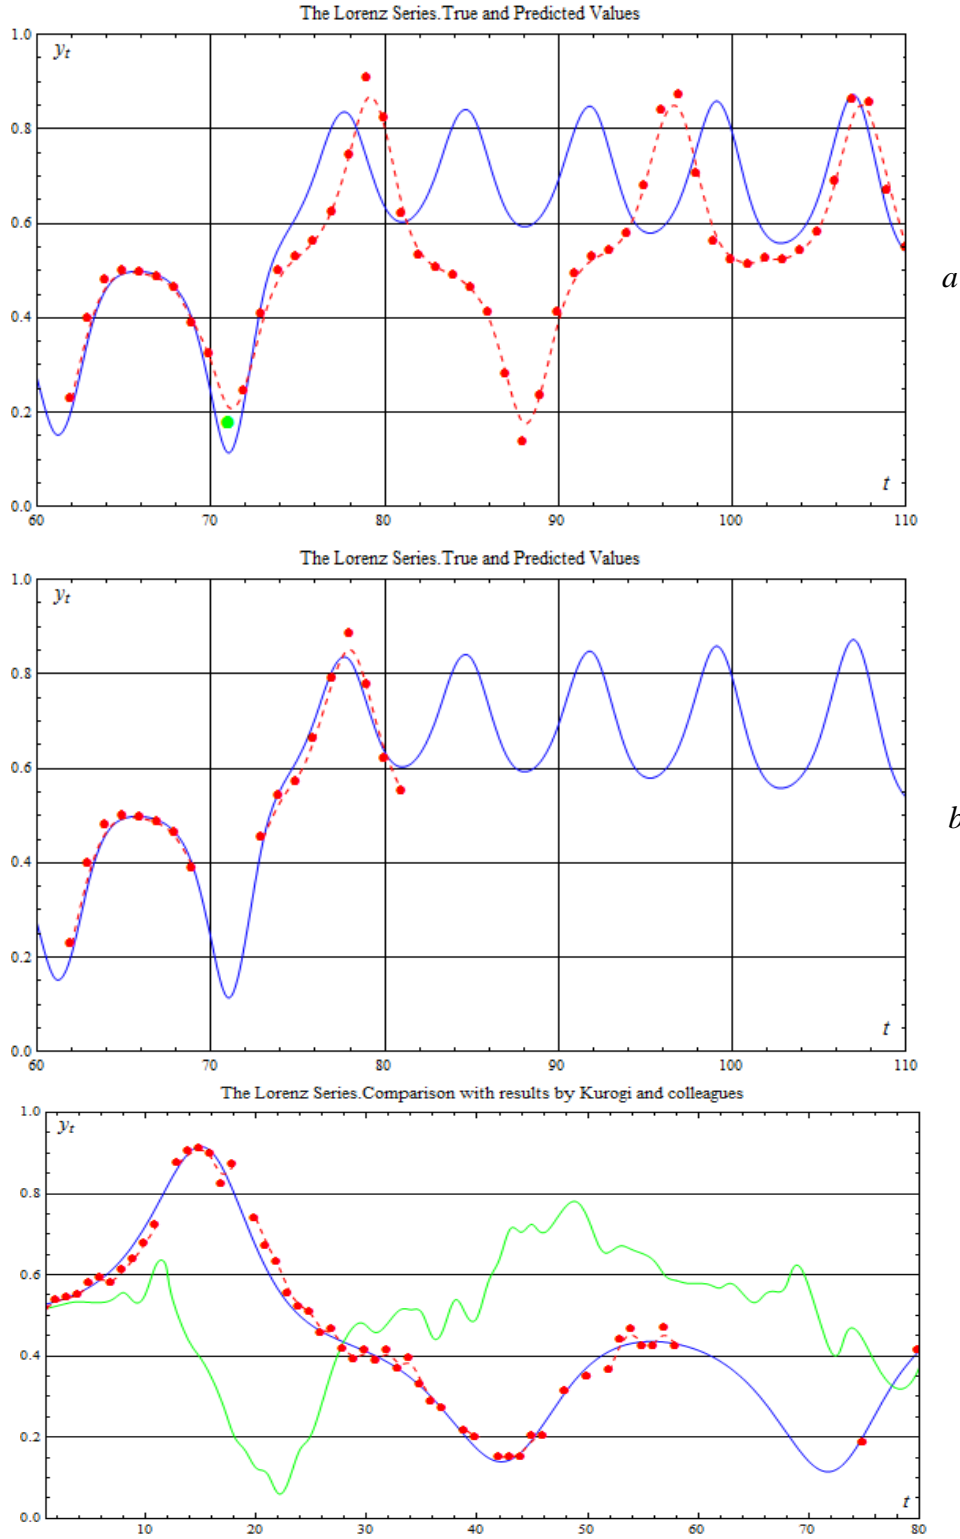 The Lorenz Series.True and Predicted Values
1.0
y_t
0.8
0.6
a
0.4
0.2
t
0.0
60 70 80 90 100 110
The Lorenz Series.True and Predicted Values
1.0
y_t
0.8
0.6
b
0.4
0.2
t
0.0
60 70 80 90 100 110
The Lorenz Series.Comparison with results by Kurogi and colleagues
1.0
y_t
0.8
0.6
0.4
0.2
t
0.0
10 20 30 40 50 60 70 80